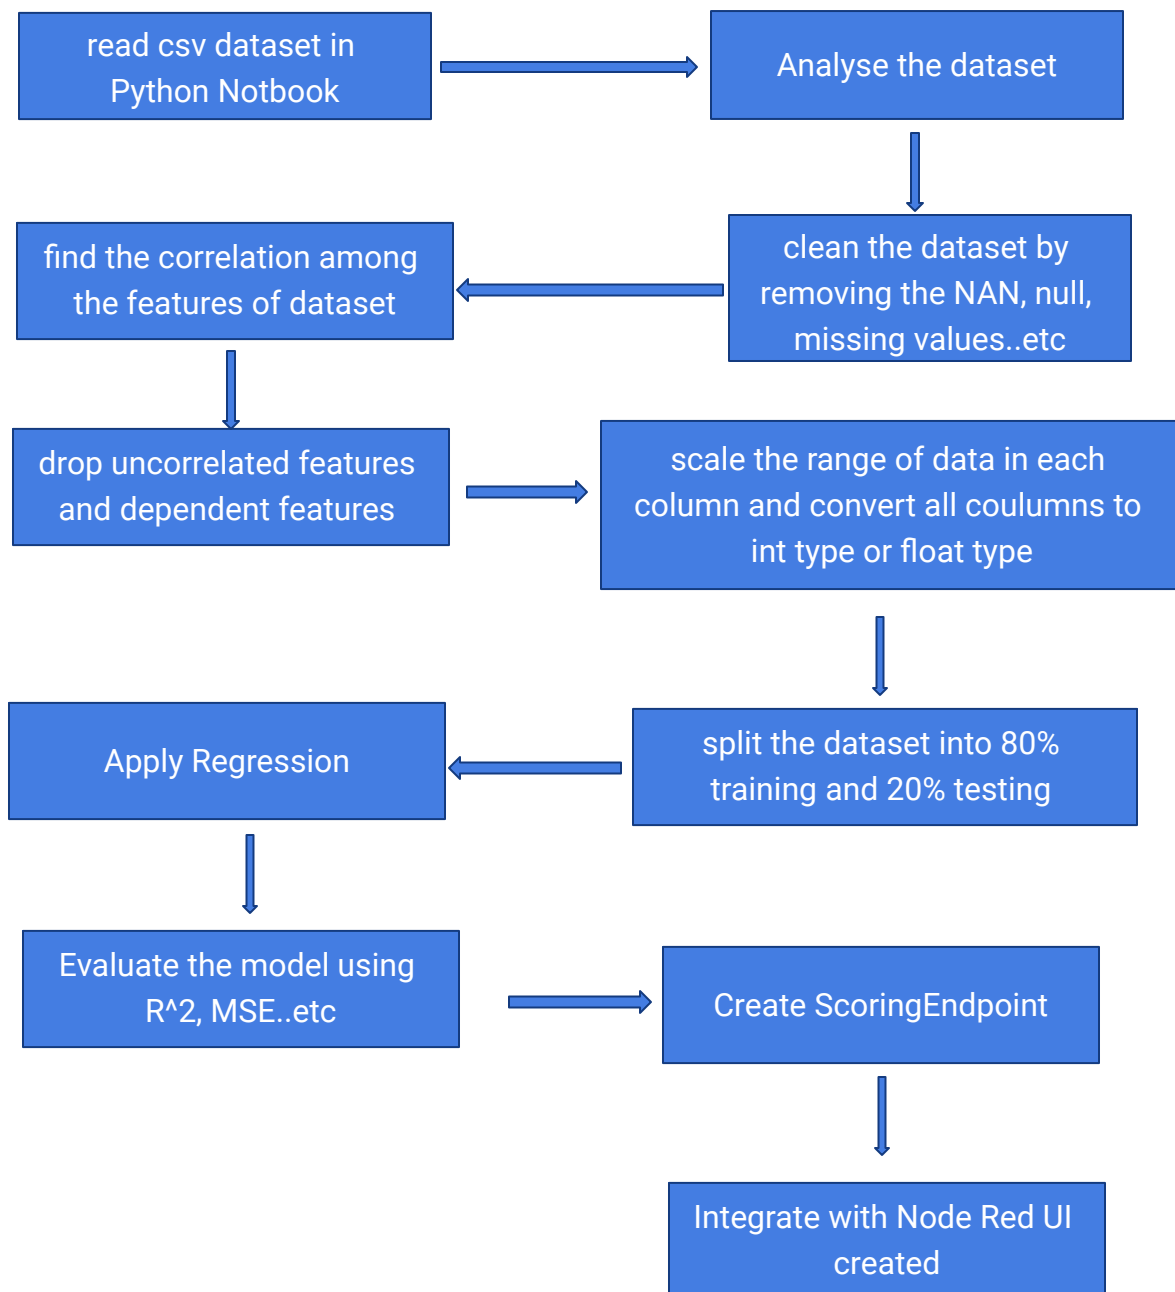 read csv dataset in
Python Notbook
Analyse the dataset
clean the dataset by
removing the NAN, null,
missing values..etc
find the correlation among
the features of dataset
drop uncorrelated features
and dependent features
scale the range of data in each
column and convert all coulumns to
int type or float type
split the dataset into 80%
training and 20% testing
Apply Regression
Evaluate the model using
R^2, MSE..etc
Create ScoringEndpoint
Integrate with Node Red UI
created